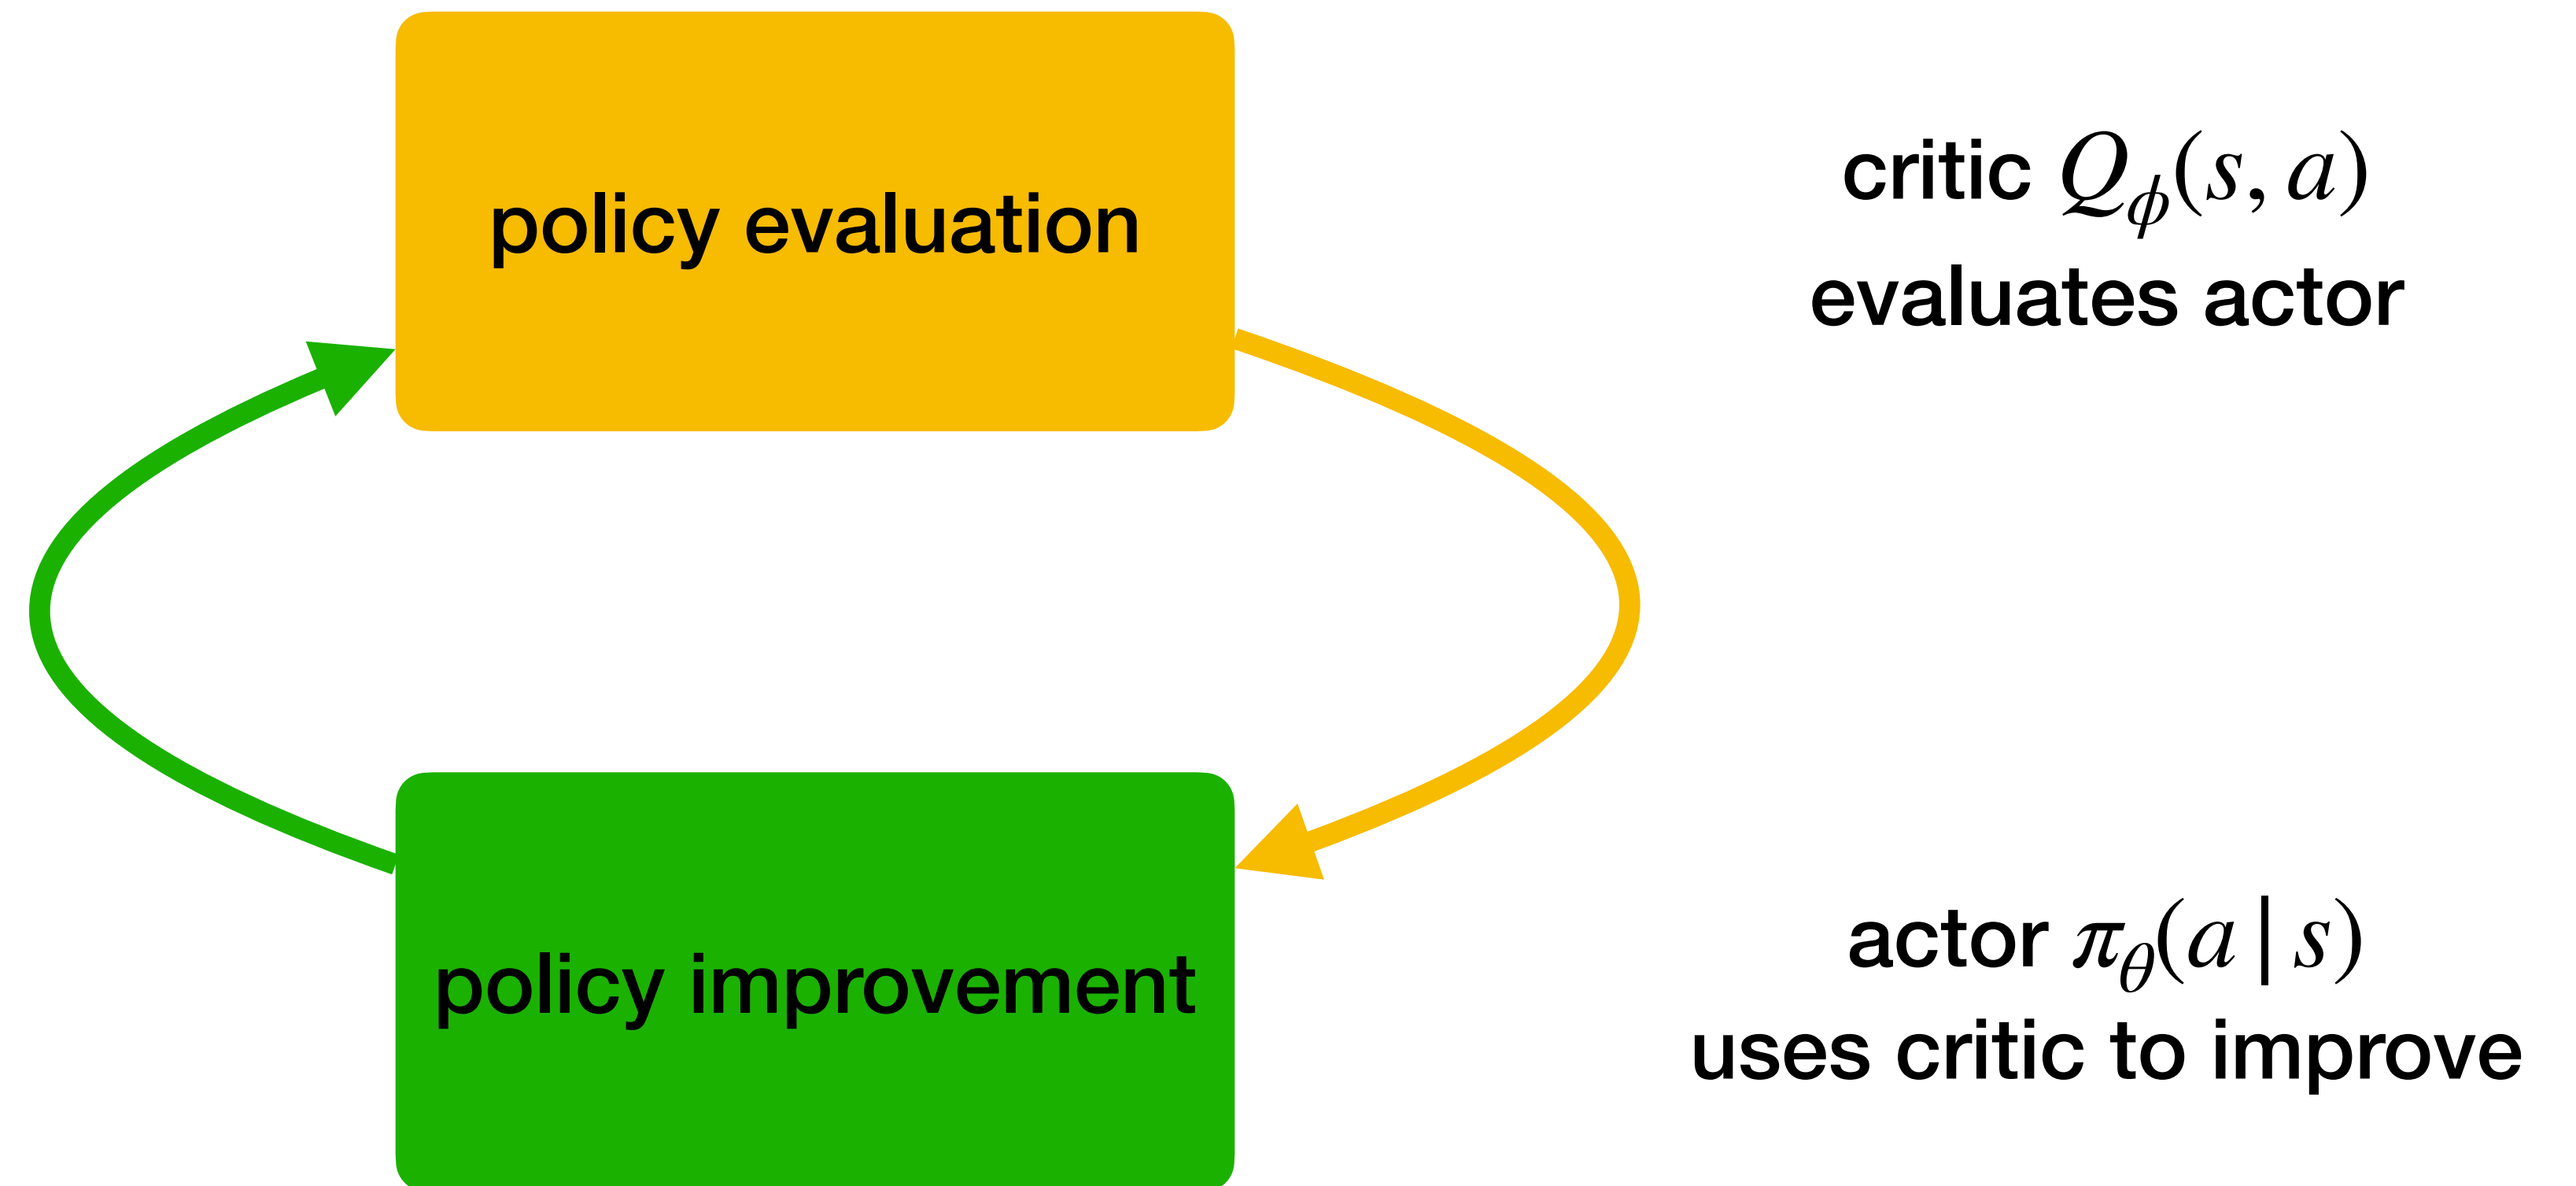 policy evaluation
critic Qϕ(s, a)
evaluates actor
policy improvement
actor πθ(a | s)
uses critic to improve